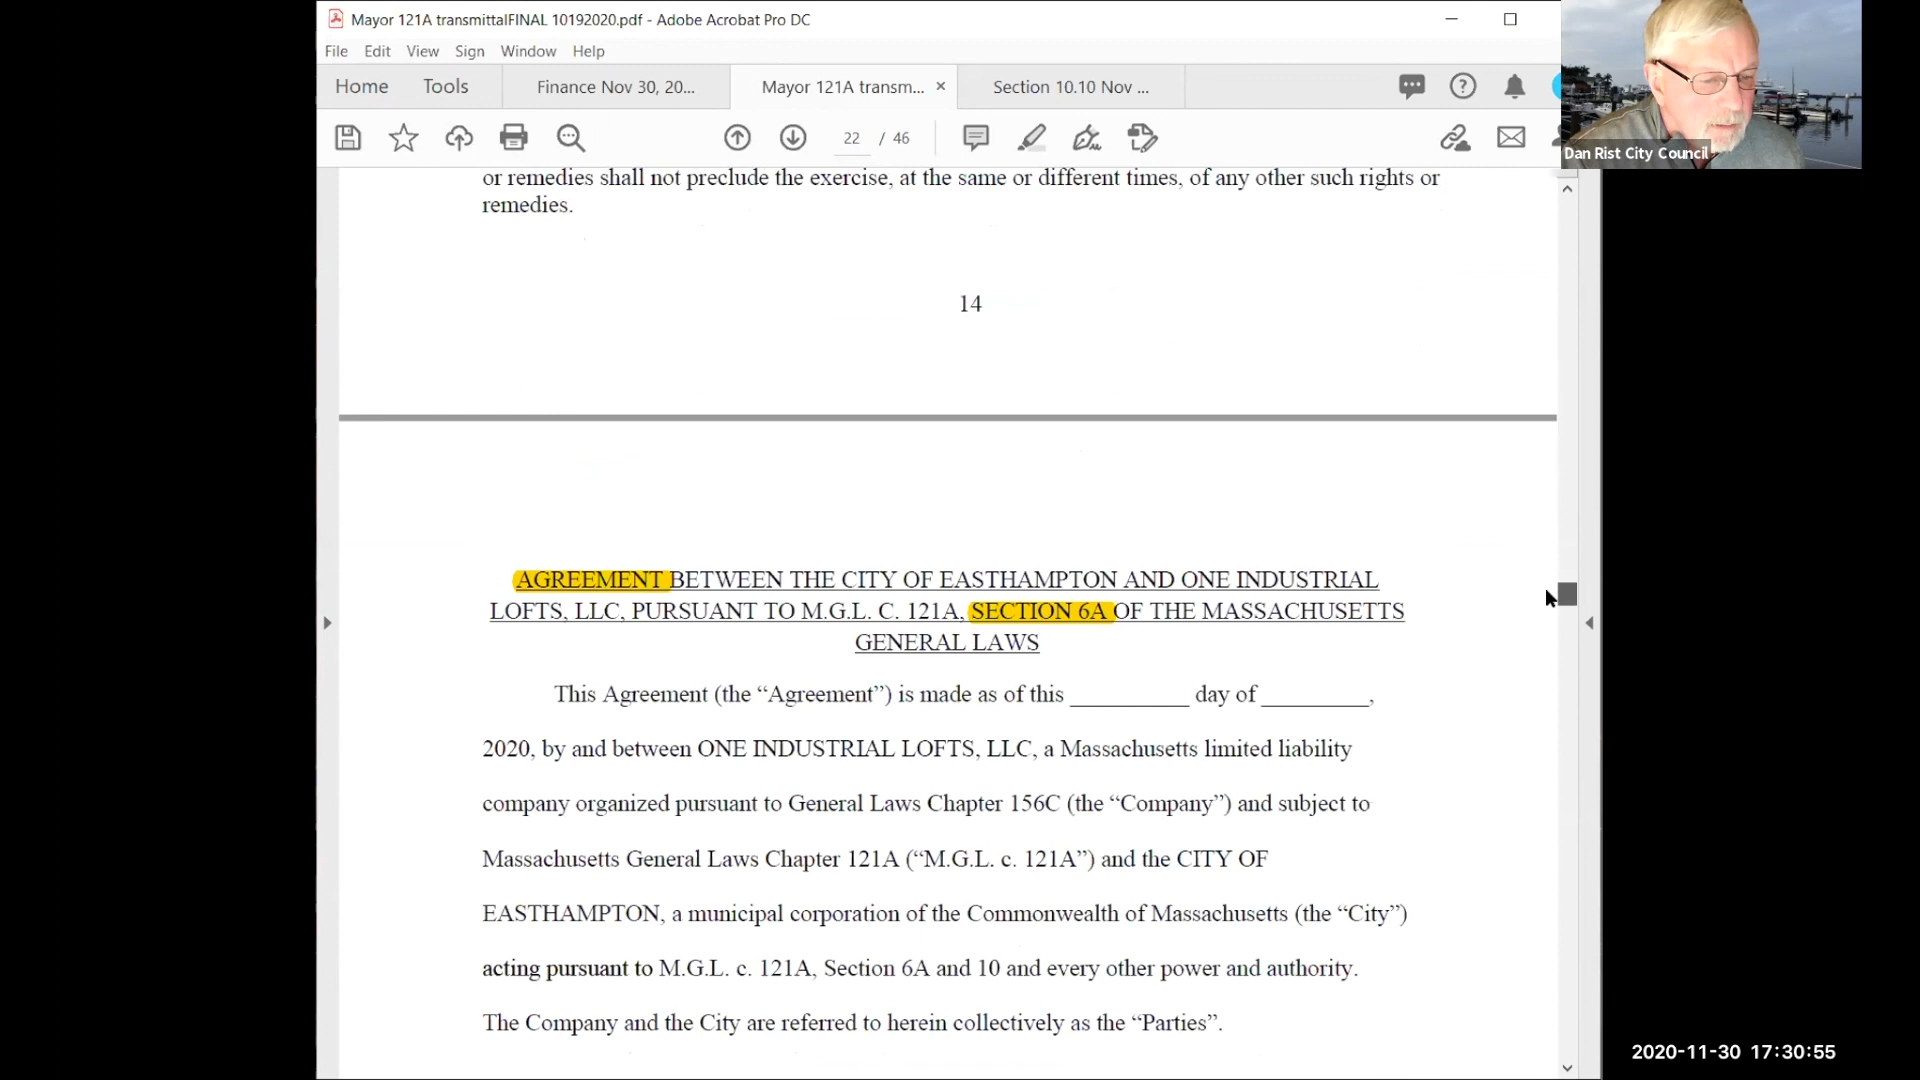 Mayor 121A transmittalFINAL 10192020.pdf - Adobe Acrobat Pro DC
File Edit View Sign Window Help
Home Tools Finance Nov 30, 20... Mayor 121A transm... × Section 10.10 Nov ...
22 / 46
Dan Rist City Council
or remedies shall not preclude the exercise, at the same or different times, of any other such rights or
remedies.
14
AGREEMENT BETWEEN THE CITY OF EASTHAMPTON AND ONE INDUSTRIAL
LOFTS, LLC, PURSUANT TO M.G.L. C. 121A, SECTION 6A OF THE MASSACHUSETTS
GENERAL LAWS
This Agreement (the “Agreement”) is made as of this __________ day of _________,
2020, by and between ONE INDUSTRIAL LOFTS, LLC, a Massachusetts limited liability
company organized pursuant to General Laws Chapter 156C (the “Company”) and subject to
Massachusetts General Laws Chapter 121A (“M.G.L. c. 121A”) and the CITY OF
EASTHAMPTON, a municipal corporation of the Commonwealth of Massachusetts (the “City”)
acting pursuant to M.G.L. c. 121A, Section 6A and 10 and every other power and authority.
The Company and the City are referred to herein collectively as the “Parties”.
2020-11-30 17:30:55